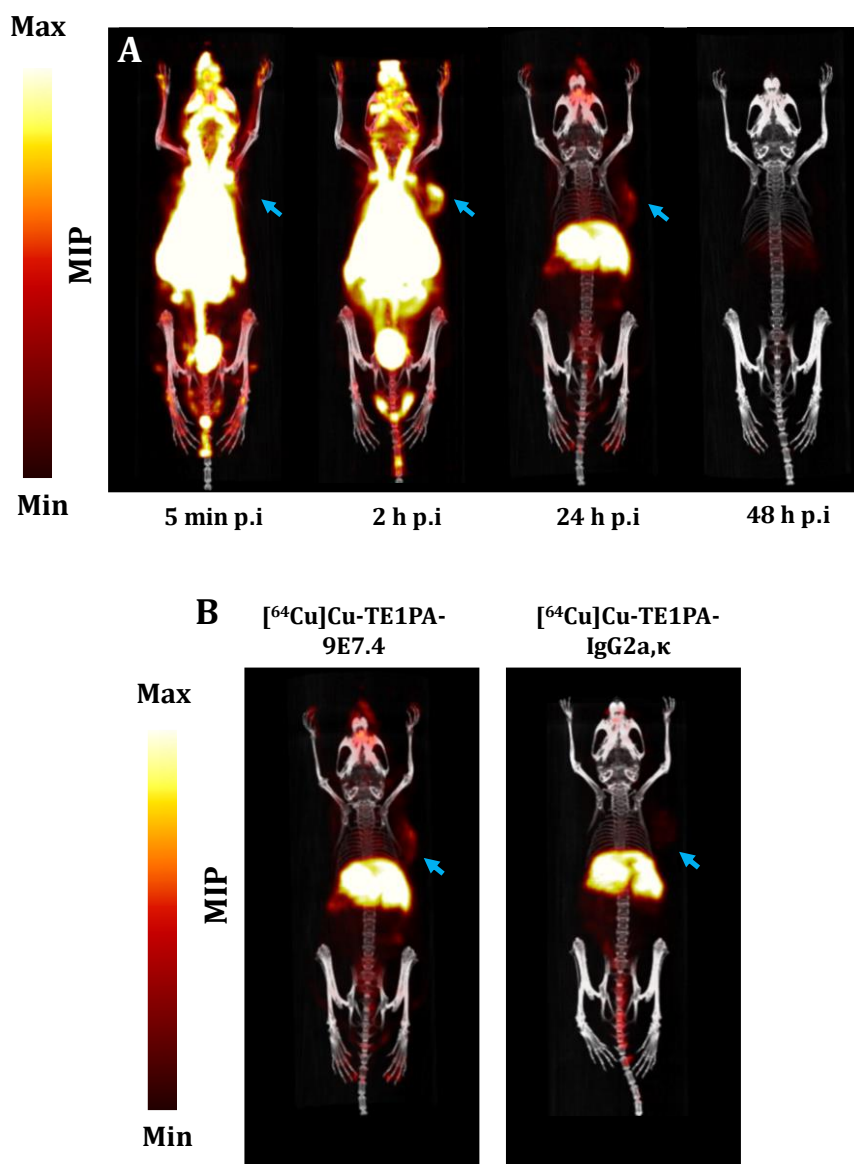 Max
A
MIP
Min
5 min p.i
2 h p.i
24 h p.i
48 h p.i
B
[⁶⁴Cu]Cu-TE1PA-
9E7.4
[⁶⁴Cu]Cu-TE1PA-
IgG2a,κ
Max
MIP
Min